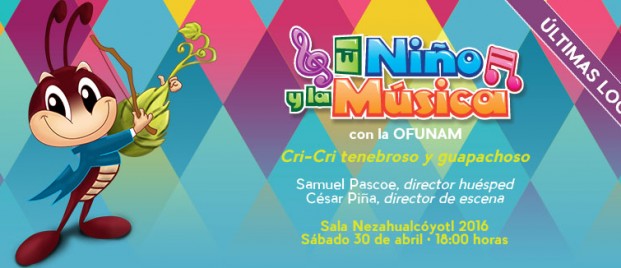 El Niño
y la Música
con la OFUNAM
Cri-Cri tenebroso y guapachoso
Samuel Pascoe, director huésped
César Piña, director de escena
Sala Nezahualcóyotl 2016
Sábado 30 de abril • 18:00 horas
ÚLTIMAS LOC